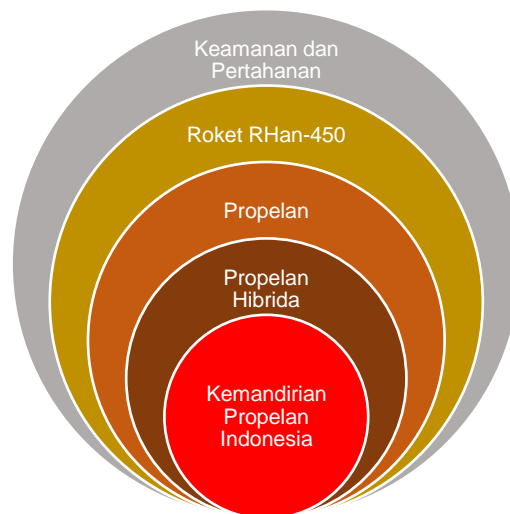 Keamanan dan
Pertahanan
Roket RHan-450
Propelan
Propelan
Hibrida
Kemandirian
Propelan
Indonesia